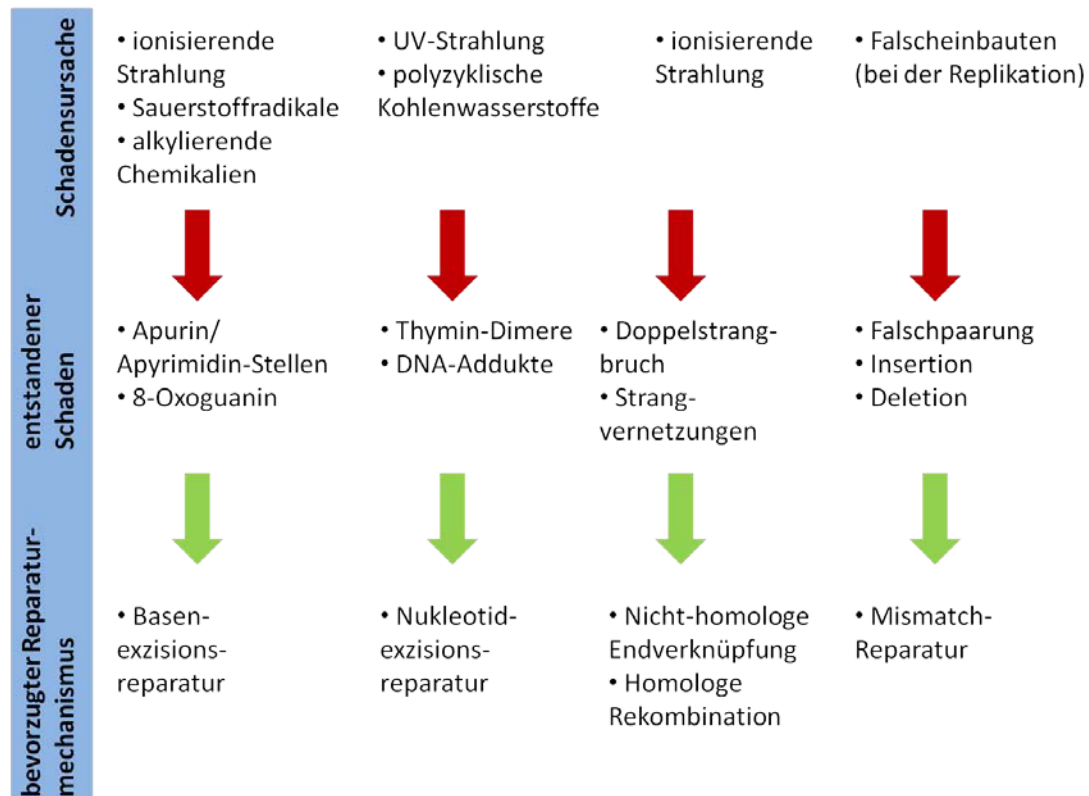 Schadensursache
• ionisierende
Strahlung
• Sauerstoffradikale
• alkylierende
Chemikalien
• UV-Strahlung
• polyzyklische
Kohlenwasserstoffe
• ionisierende
Strahlung
• Falscheinbauten
(bei der Replikation)
entstandener
Schaden
• Apurin/
Apyrimidin-Stellen
• 8-Oxoguanin
• Thymin-Dimere
• DNA-Addukte
• Doppelstrang-
bruch
• Strang-
vernetzungen
• Falschpaarung
• Insertion
• Deletion
bevorzugter Reparatur-
mechanismus
• Basen-
exzisions-
reparatur
• Nukleotid-
exzisions-
reparatur
• Nicht-homologe
Endverknüpfung
• Homologe
Rekombination
• Mismatch-
Reparatur